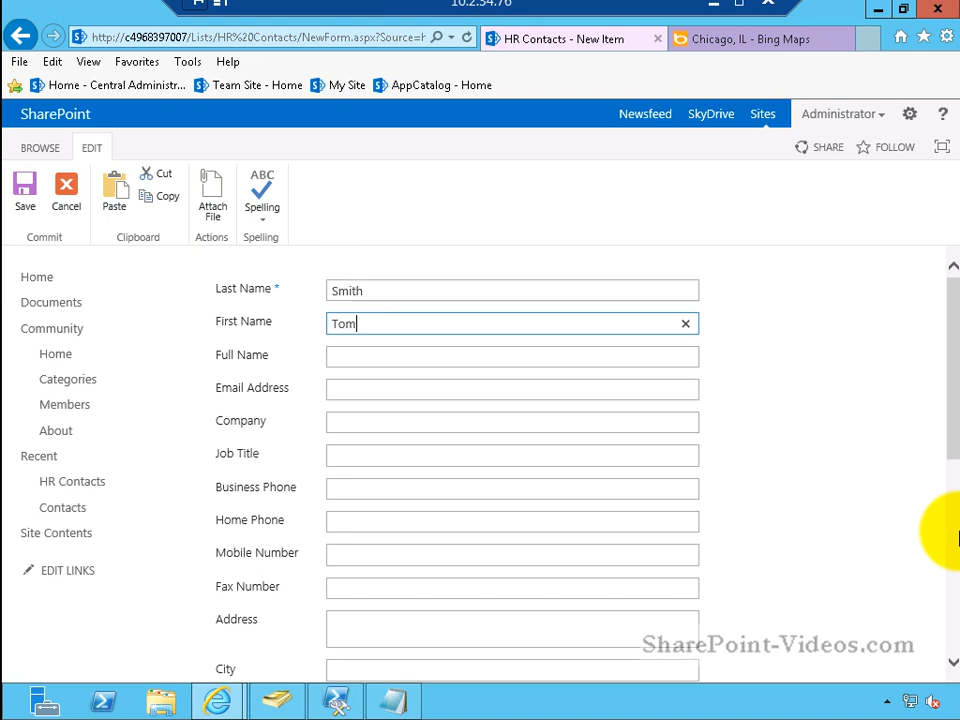 10.2.34.76
http://c4968397007/Lists/HR%20Contacts/NewForm.aspx?Source=h
HR Contacts - New Item
Chicago, IL - Bing Maps
File Edit View Favorites Tools Help
Home - Central Administr... Team Site - Home My Site AppCatalog - Home
SharePoint
Newsfeed SkyDrive Sites Administrator ?
BROWSE EDIT SHARE FOLLOW
Save Cancel Paste Cut Copy Attach File ABC Spelling
Commit Clipboard Actions Spelling
Home
Documents
Community
Home
Categories
Members
About
Recent
HR Contacts
Contacts
Site Contents
EDIT LINKS
Last Name * Smith
First Name Tom
Full Name
Email Address
Company
Job Title
Business Phone
Home Phone
Mobile Number
Fax Number
Address
City
SharePoint-Videos.com